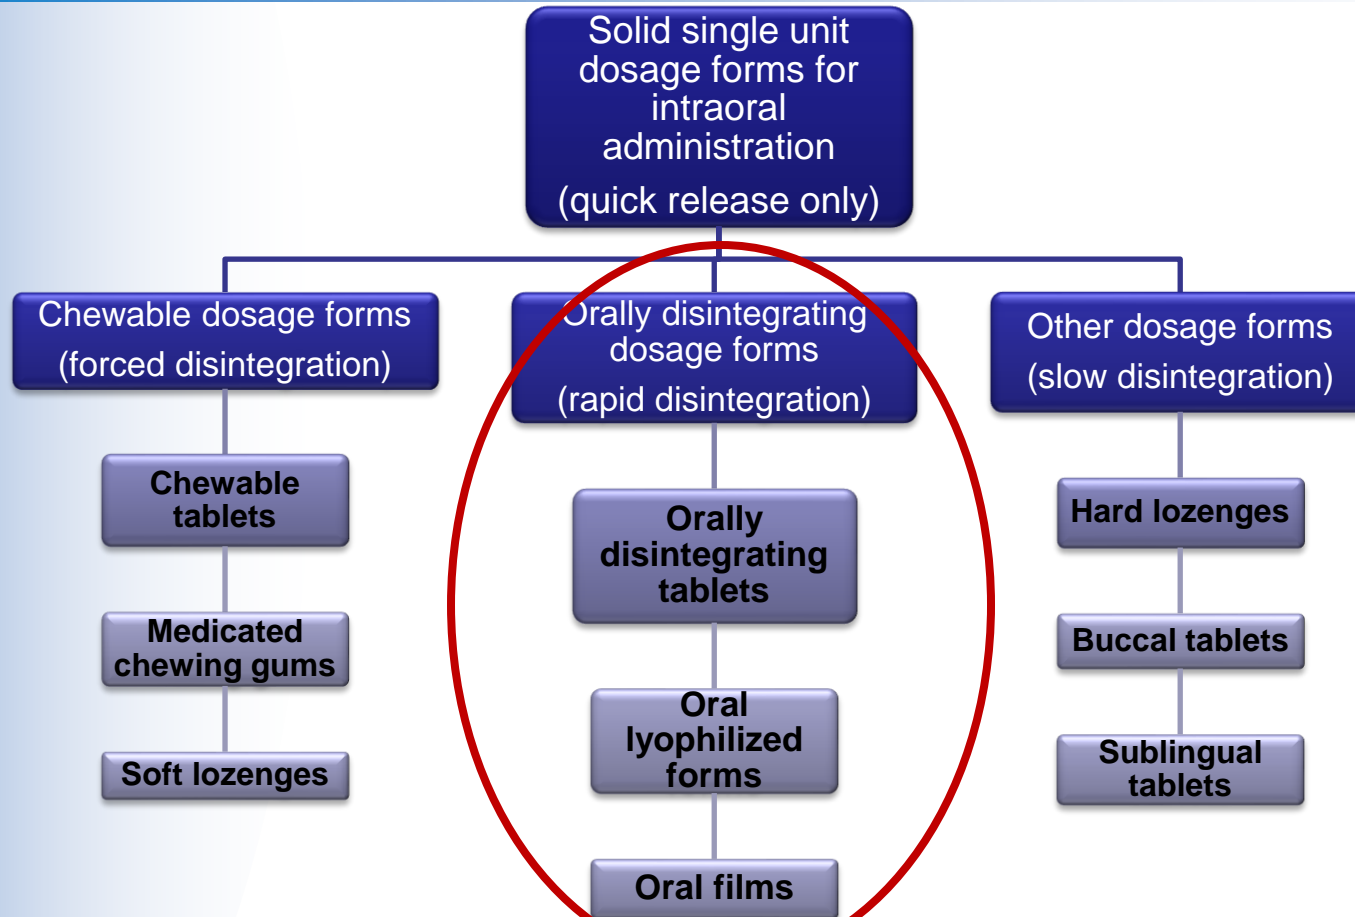 Solid single unit
dosage forms for
intraoral
administration
(quick release only)
Chewable dosage forms
(forced disintegration)
Orally disintegrating
dosage forms
(rapid disintegration)
Other dosage forms
(slow disintegration)
Chewable
tablets
Medicated
chewing gums
Soft lozenges
Orally
disintegrating
tablets
Oral
lyophilized
forms
Oral films
Hard lozenges
Buccal tablets
Sublingual
tablets